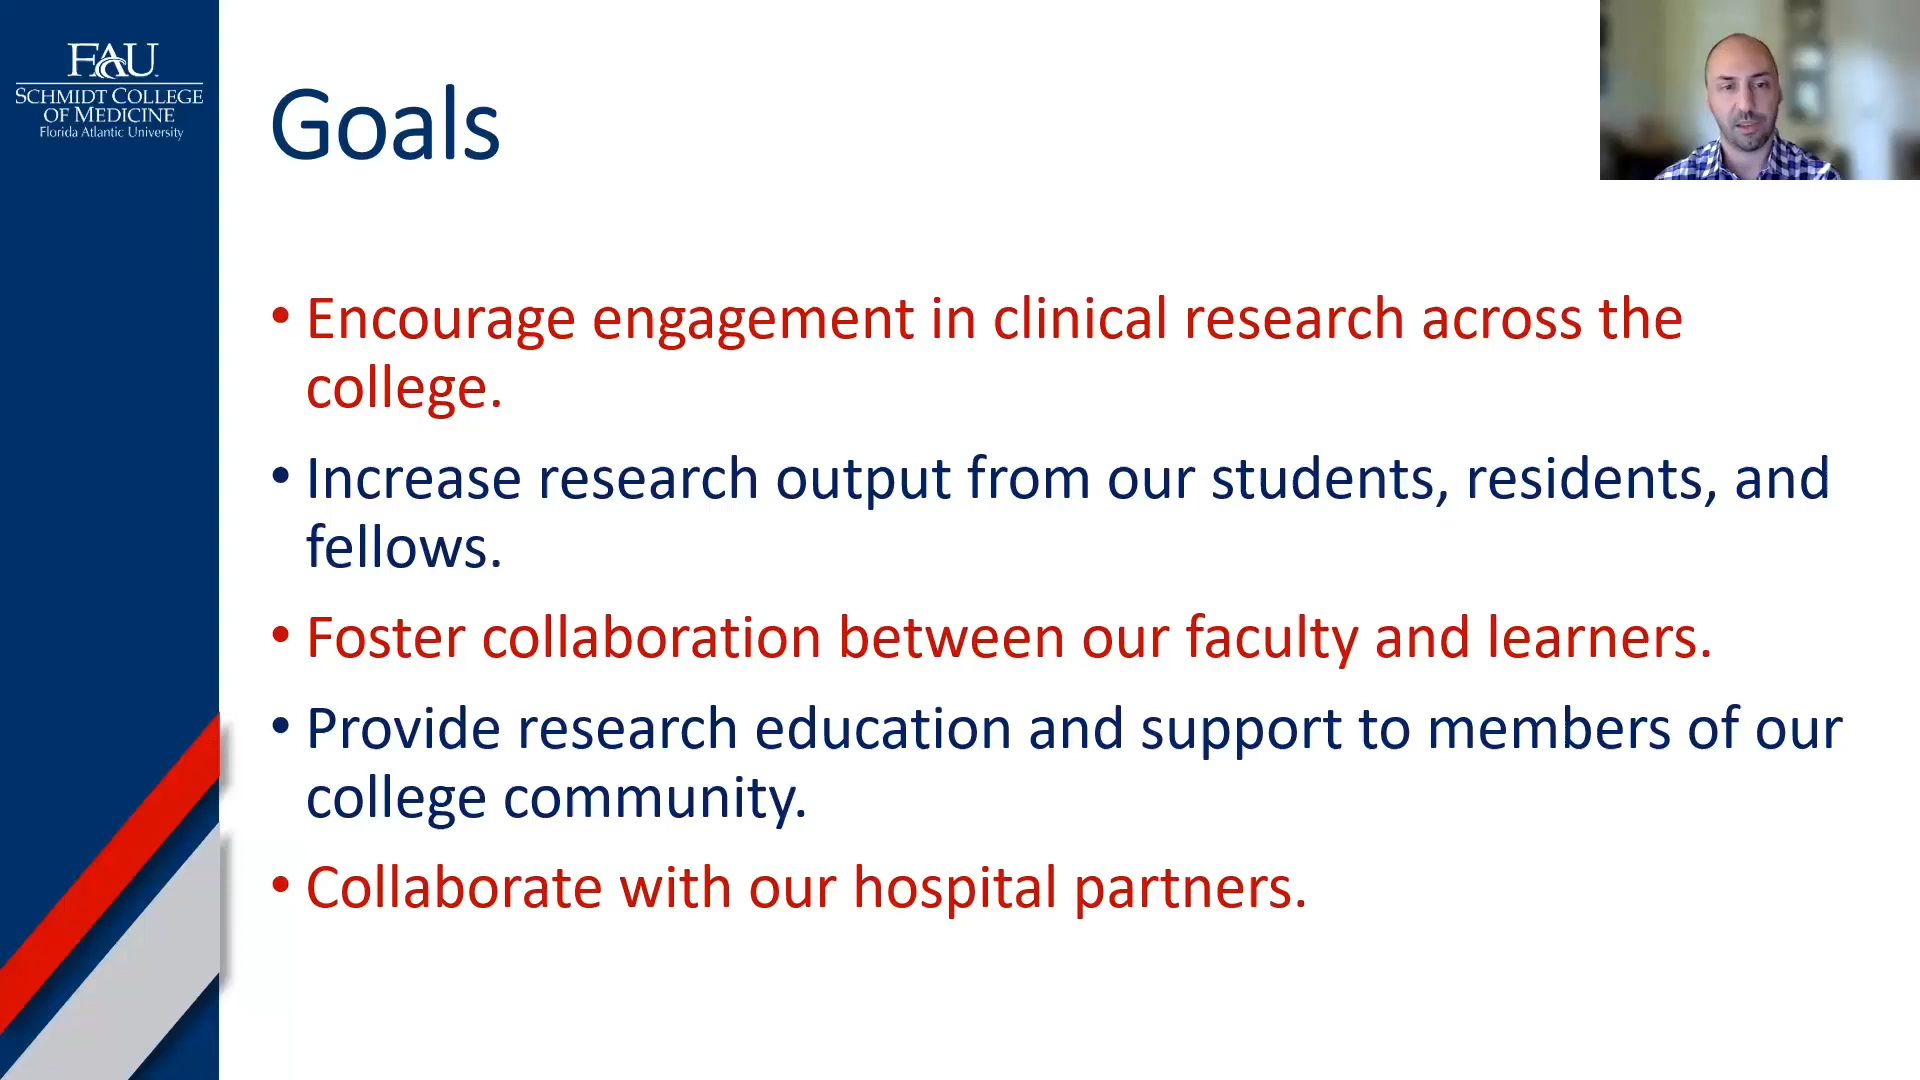 FAU
SCHMIDT COLLEGE
OF MEDICINE
Florida Atlantic University
Goals
• Encourage engagement in clinical research across the
college.
• Increase research output from our students, residents, and
fellows.
• Foster collaboration between our faculty and learners.
• Provide research education and support to members of our
college community.
• Collaborate with our hospital partners.